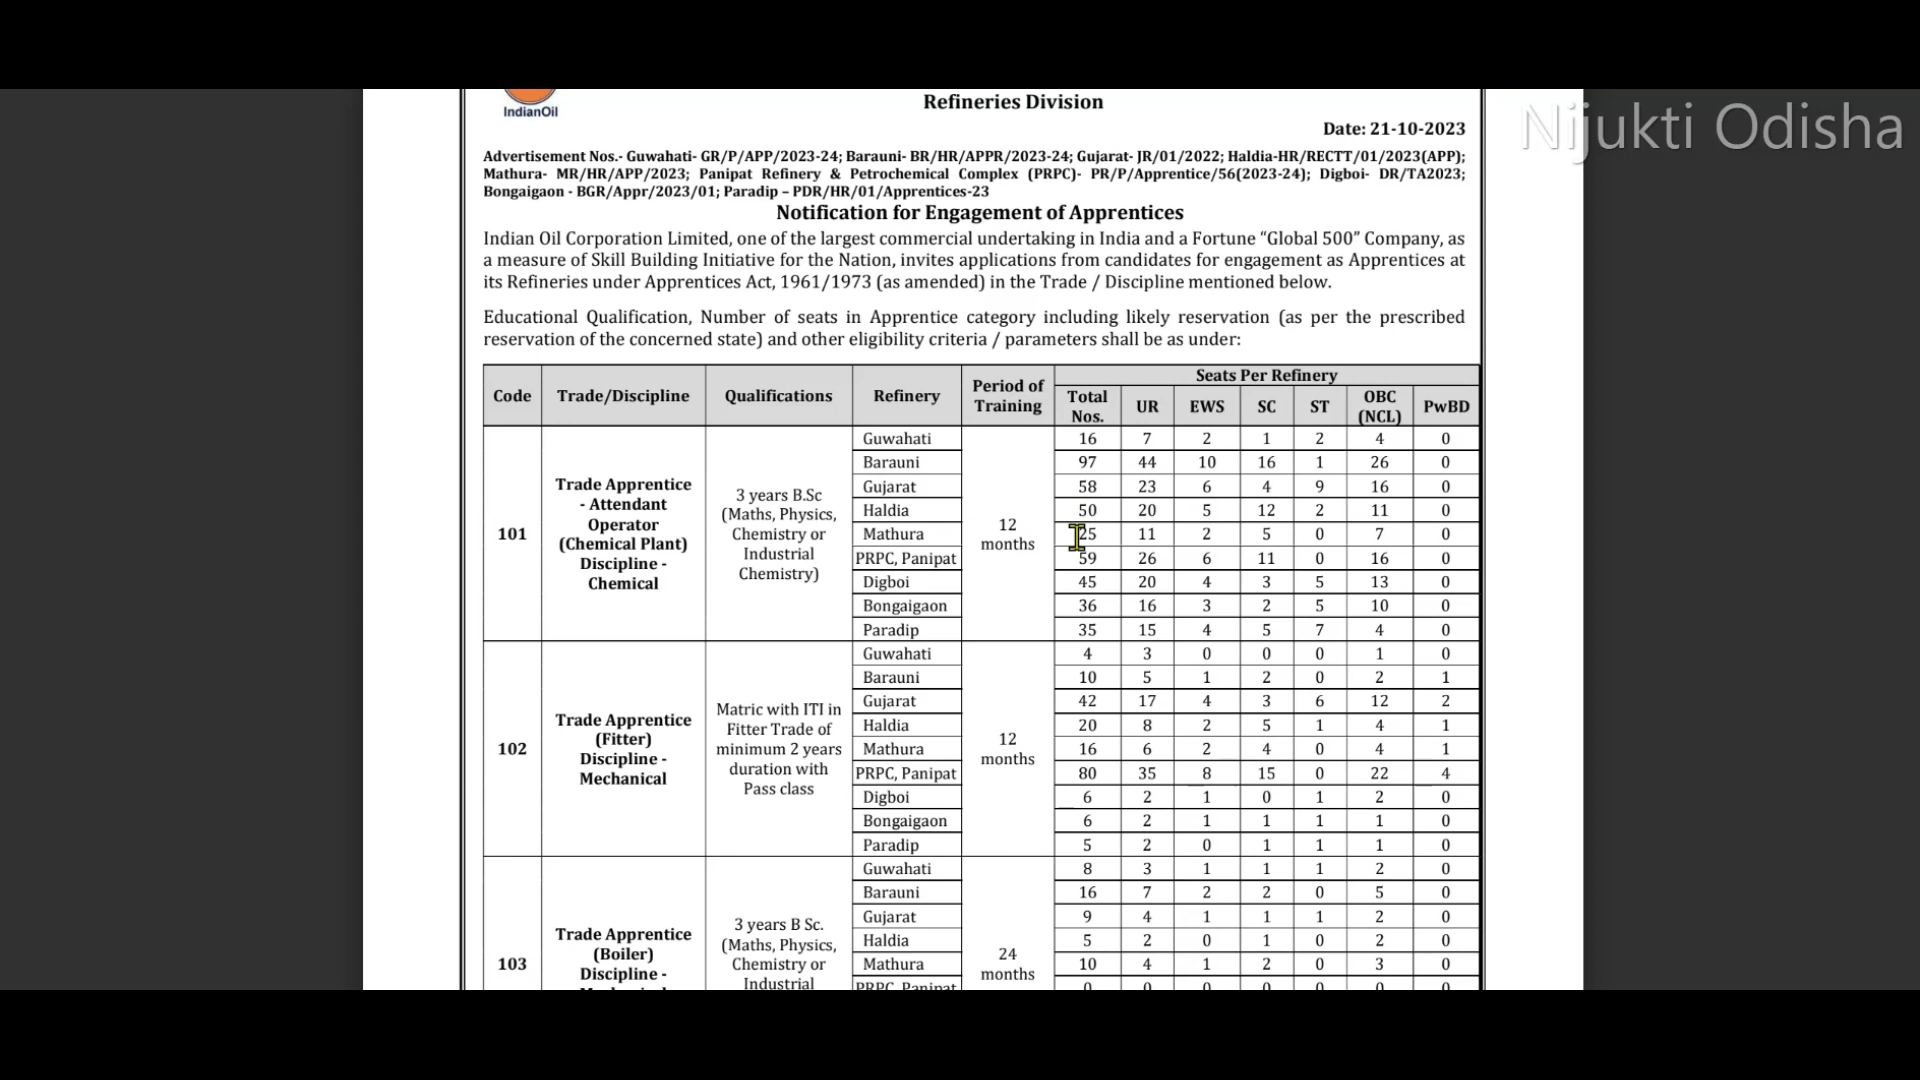 IndianOil
Refineries Division
Nijukti Odisha
Date: 21-10-2023
Advertisement Nos.- Guwahati- GR/P/APP/2023-24; Barauni- BR/HR/APPR/2023-24; Gujarat- JR/01/2022; Haldia-HR/RECTT/01/2023(APP);
Mathura- MR/HR/APP/2023; Panipat Refinery & Petrochemical Complex (PRPC)- PR/P/Apprentice/56(2023-24); Digboi- DR/TA2023;
Bongaigaon - BGR/Appr/2023/01; Paradip – PDR/HR/01/Apprentices-23
Notification for Engagement of Apprentices
Indian Oil Corporation Limited, one of the largest commercial undertaking in India and a Fortune “Global 500” Company, as
a measure of Skill Building Initiative for the Nation, invites applications from candidates for engagement as Apprentices at
its Refineries under Apprentices Act, 1961/1973 (as amended) in the Trade / Discipline mentioned below.
Educational Qualification, Number of seats in Apprentice category including likely reservation (as per the prescribed
reservation of the concerned state) and other eligibility criteria / parameters shall be as under:
Code Trade/Discipline Qualifications Refinery Period of Training Seats Per Refinery
Total Nos. UR EWS SC ST OBC (NCL) PwBD
101
Trade Apprentice
- Attendant
Operator
(Chemical Plant)
Discipline -
Chemical
3 years B.Sc
(Maths, Physics,
Chemistry or
Industrial
Chemistry)
12
months
Guwahati 16 7 2 1 2 4 0
Barauni 97 44 10 16 1 26 0
Gujarat 58 23 6 4 9 16 0
Haldia 50 20 5 12 2 11 0
Mathura 25 11 2 5 0 7 0
PRPC, Panipat 59 26 6 11 0 16 0
Digboi 45 20 4 3 5 13 0
Bongaigaon 36 16 3 2 5 10 0
Paradip 35 15 4 5 7 4 0
102
Trade Apprentice
(Fitter)
Discipline -
Mechanical
Matric with ITI in
Fitter Trade of
minimum 2 years
duration with
Pass class
12
months
Guwahati 4 3 0 0 0 1 0
Barauni 10 5 1 2 0 2 1
Gujarat 42 17 4 3 6 12 2
Haldia 20 8 2 5 1 4 1
Mathura 16 6 2 4 0 4 1
PRPC, Panipat 80 35 8 15 0 22 4
Digboi 6 2 1 0 1 2 0
Bongaigaon 6 2 1 1 1 1 0
Paradip 5 2 0 1 1 1 0
103
Trade Apprentice
(Boiler)
Discipline -
3 years B Sc.
(Maths, Physics,
Chemistry or
Industrial
24
months
Guwahati 8 3 1 1 1 2 0
Barauni 16 7 2 2 0 5 0
Gujarat 9 4 1 1 1 2 0
Haldia 5 2 0 1 0 2 0
Mathura 10 4 1 2 0 3 0
PRPC, Panipat 0 0 0 0 0 0 0